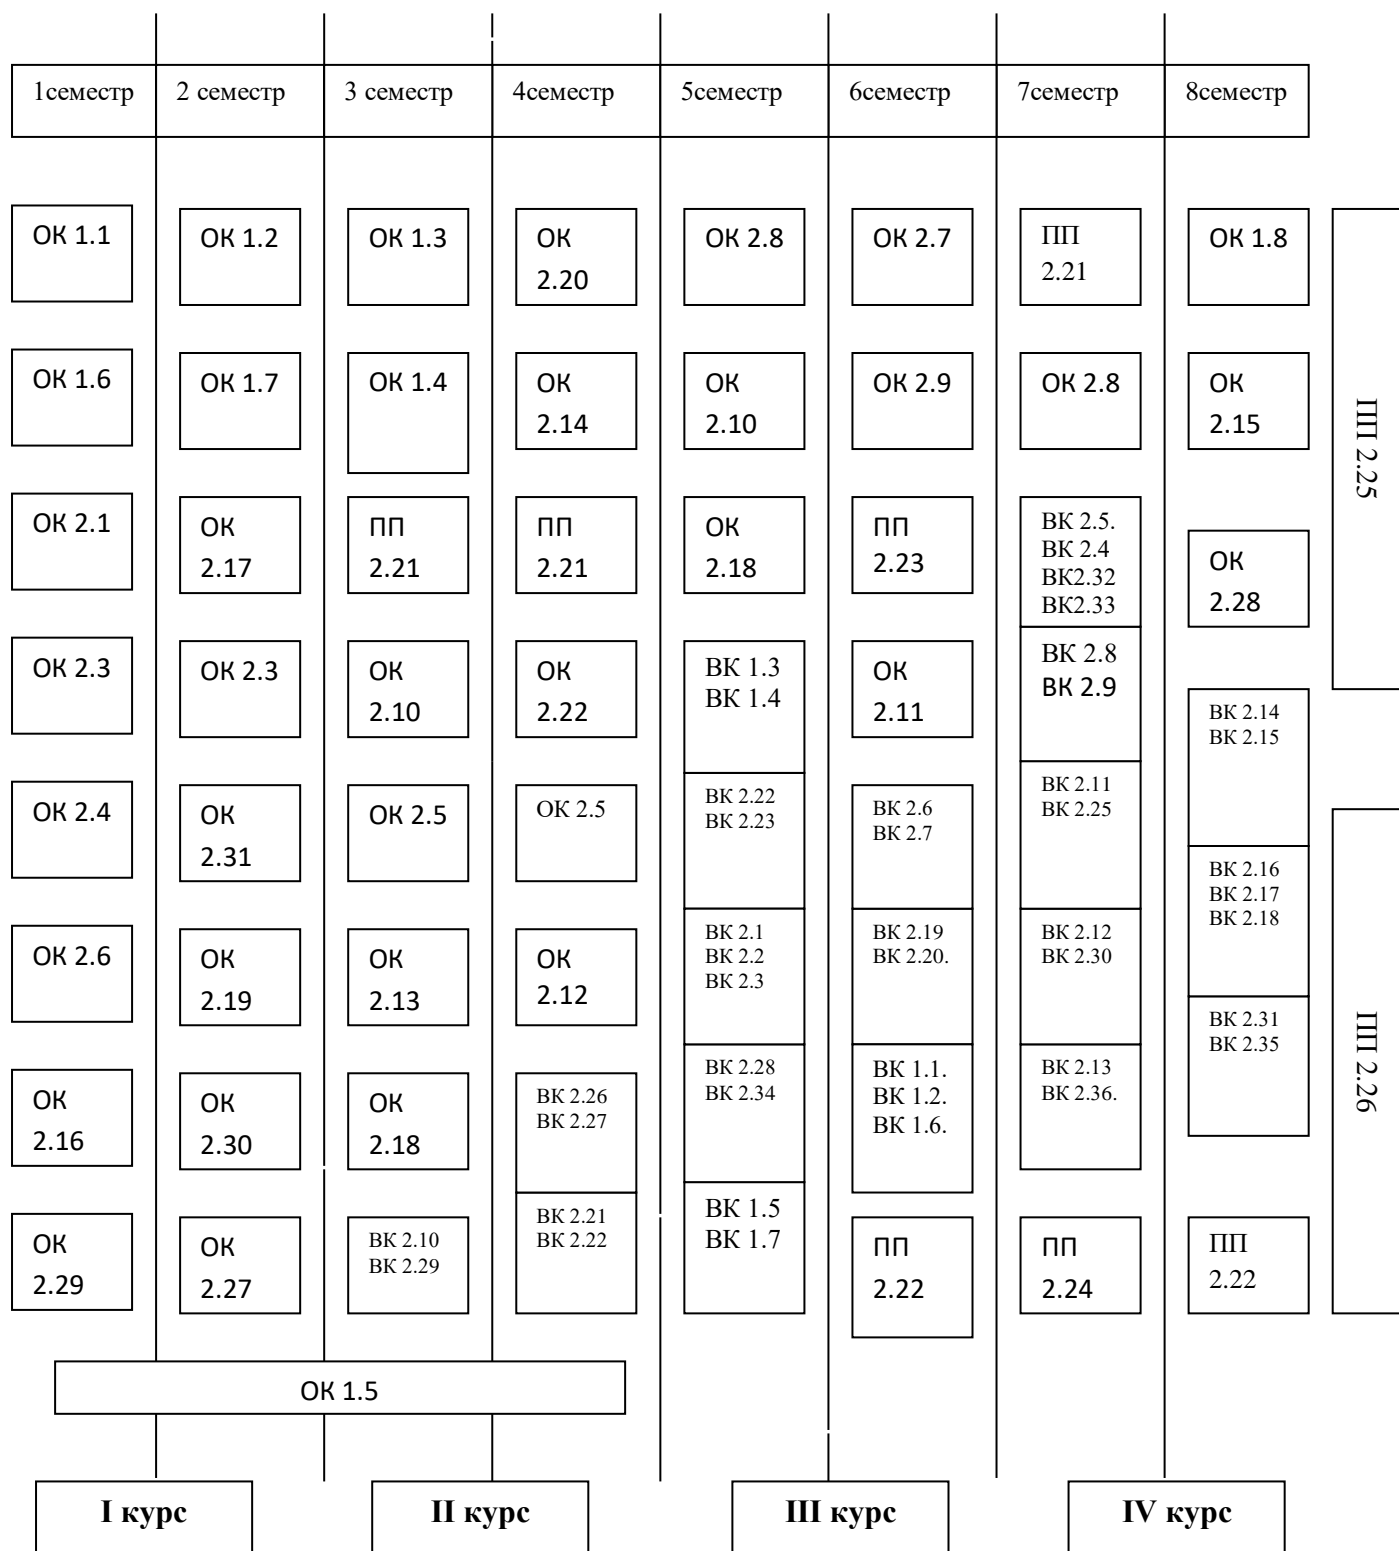 1семестр
2 семестр
3 семестр
4семестр
5семестр
6семестр
7семестр
8семестр
ОК 1.1
ОК 1.2
ОК 1.3
ОК
2.20
ОК 2.8
ОК 2.7
ПП
2.21
ОК 1.8
ПП 2.25
ОК 1.6
ОК 1.7
ОК 1.4
ОК
2.14
ОК
2.10
ОК 2.9
ОК 2.8
ОК
2.15
ОК 2.1
ОК
2.17
ПП
2.21
ПП
2.21
ОК
2.18
ПП
2.23
ВК 2.5.
ВК 2.4
ВК2.32
ВК2.33
ОК
2.28
ОК 2.3
ОК 2.3
ОК
2.10
ОК
2.22
ВК 1.3
ВК 1.4
ОК
2.11
ВК 2.8
ВК 2.9
ВК 2.14
ВК 2.15
ОК 2.4
ОК
2.31
ОК 2.5
ОК 2.5
ВК 2.22
ВК 2.23
ВК 2.6
ВК 2.7
ВК 2.11
ВК 2.25
ВК 2.16
ВК 2.17
ВК 2.18
ПП 2.26
ОК 2.6
ОК
2.19
ОК
2.13
ОК
2.12
ВК 2.1
ВК 2.2
ВК 2.3
ВК 2.19
ВК 2.20.
ВК 2.12
ВК 2.30
ВК 2.31
ВК 2.35
ОК
2.16
ОК
2.30
ОК
2.18
ВК 2.26
ВК 2.27
ВК 2.28
ВК 2.34
ВК 1.1.
ВК 1.2.
ВК 1.6.
ВК 2.13
ВК 2.36.
ОК
2.29
ОК
2.27
ВК 2.10
ВК 2.29
ВК 2.21
ВК 2.22
ВК 1.5
ВК 1.7
ПП
2.22
ПП
2.24
ПП
2.22
ОК 1.5
I курс
II курс
III курс
IV курс